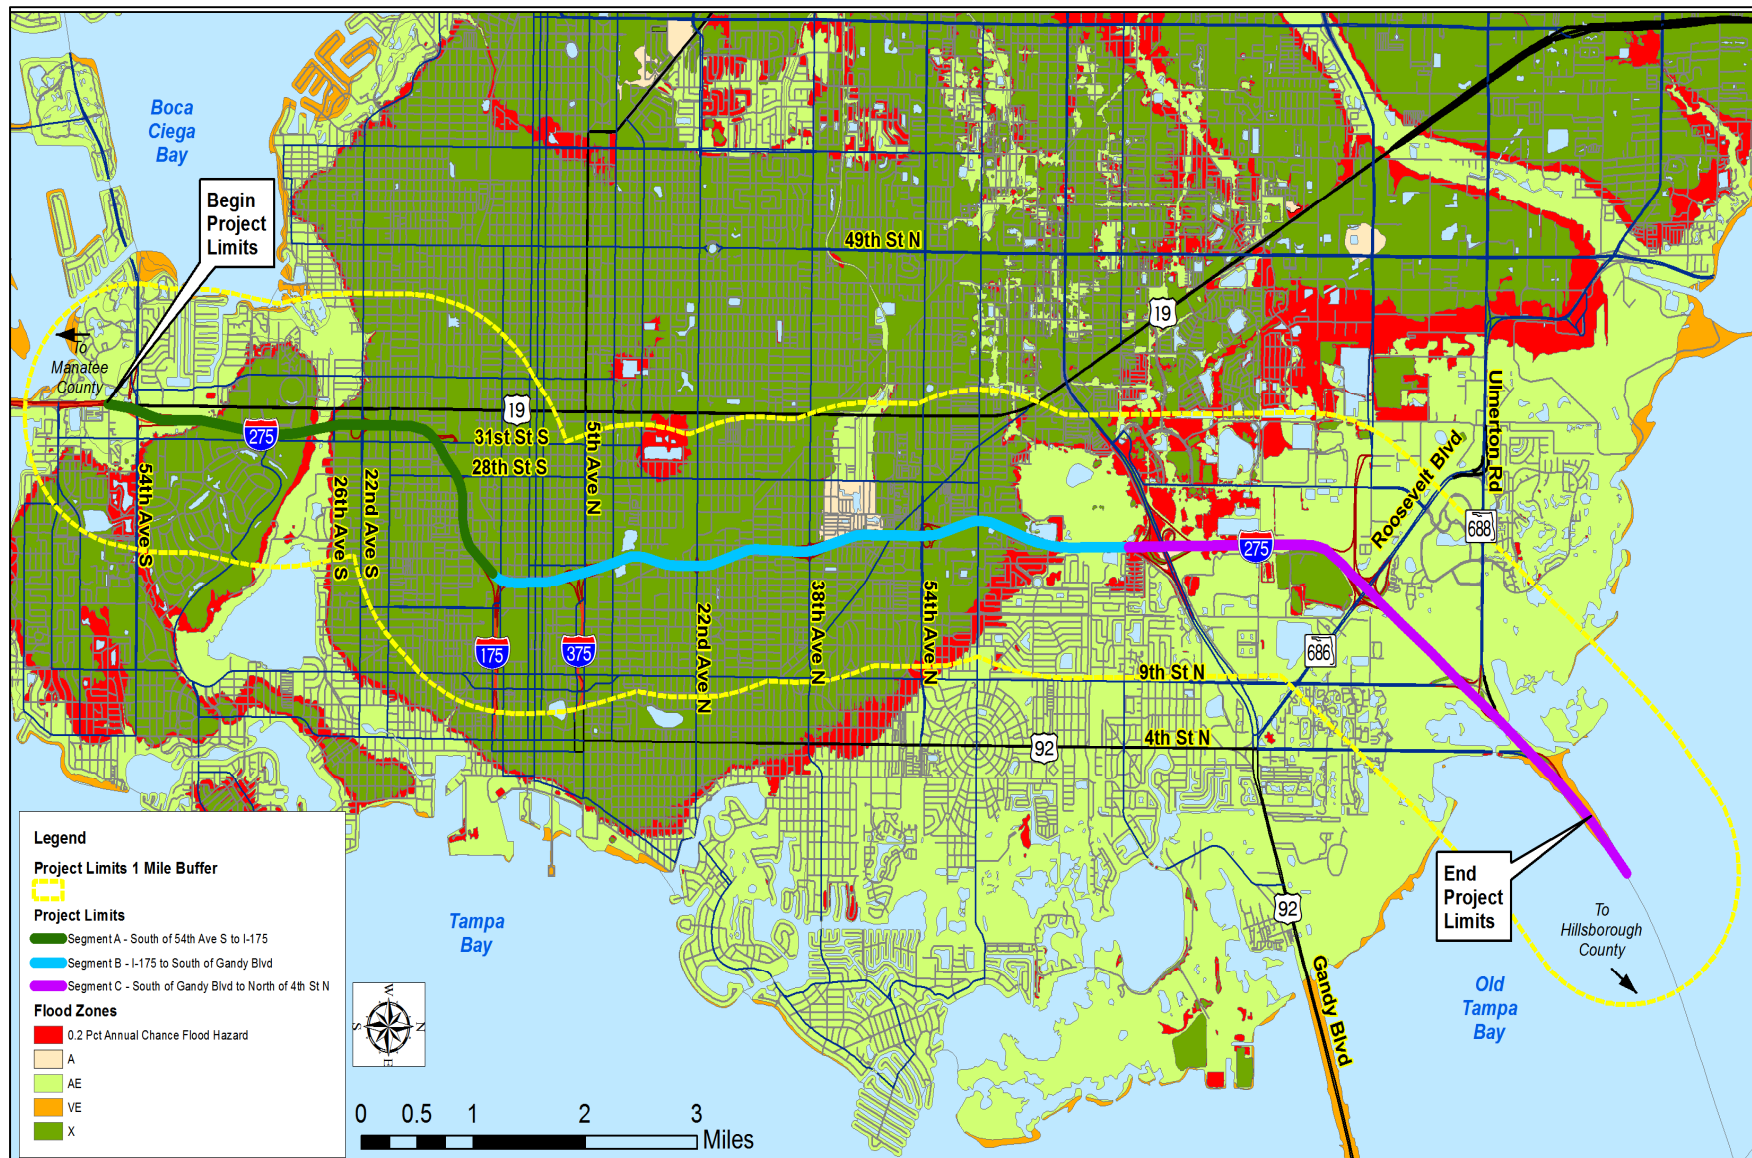 Boca
Ciega
Bay
Begin
Project
Limits
49th St N
19
To
Manatee
County
19
275
31st St S
28th St S
5th Ave N
Ulmerton Rd
Roosevelt Blvd
54th Ave S
26th Ave S
22nd Ave S
688
275
175
375
22nd Ave N
38th Ave N
54th Ave N
686
9th St N
92
4th St N
End
Project
Limits
To
Hillsborough
County
92
Gandy Blvd
Tampa
Bay
Old
Tampa
Bay
Legend
Project Limits 1 Mile Buffer
Project Limits
Segment A - South of 54th Ave S to I-175
Segment B - I-175 to South of Gandy Blvd
Segment C - South of Gandy Blvd to North of 4th St N
Flood Zones
0.2 Pct Annual Chance Flood Hazard
A
AE
VE
X
W
S
N
E
0 0.5 1 2 3
Miles